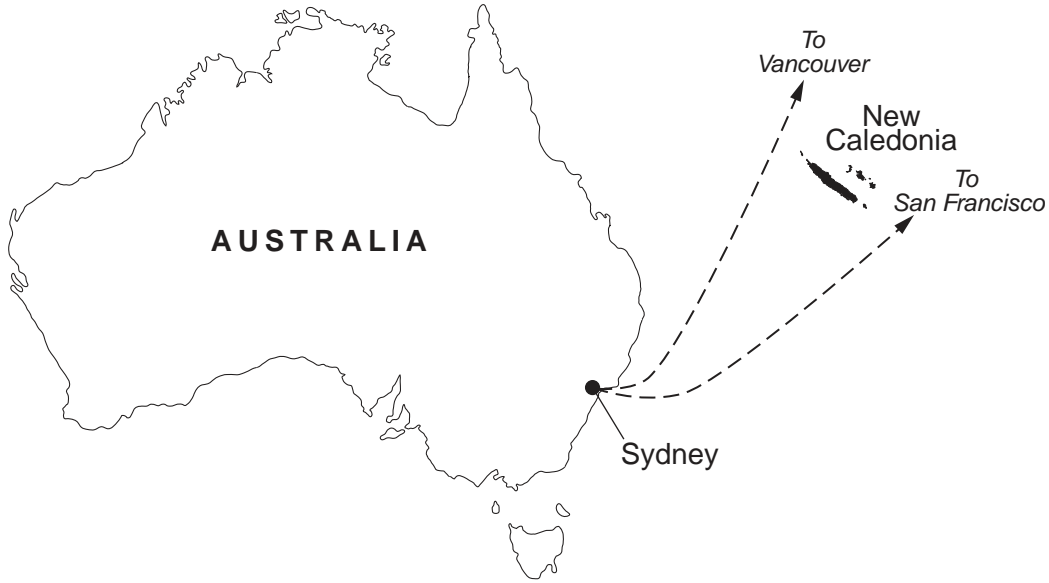 To
Vancouver
New
Caledonia
To
San Francisco
AUSTRALIA
Sydney